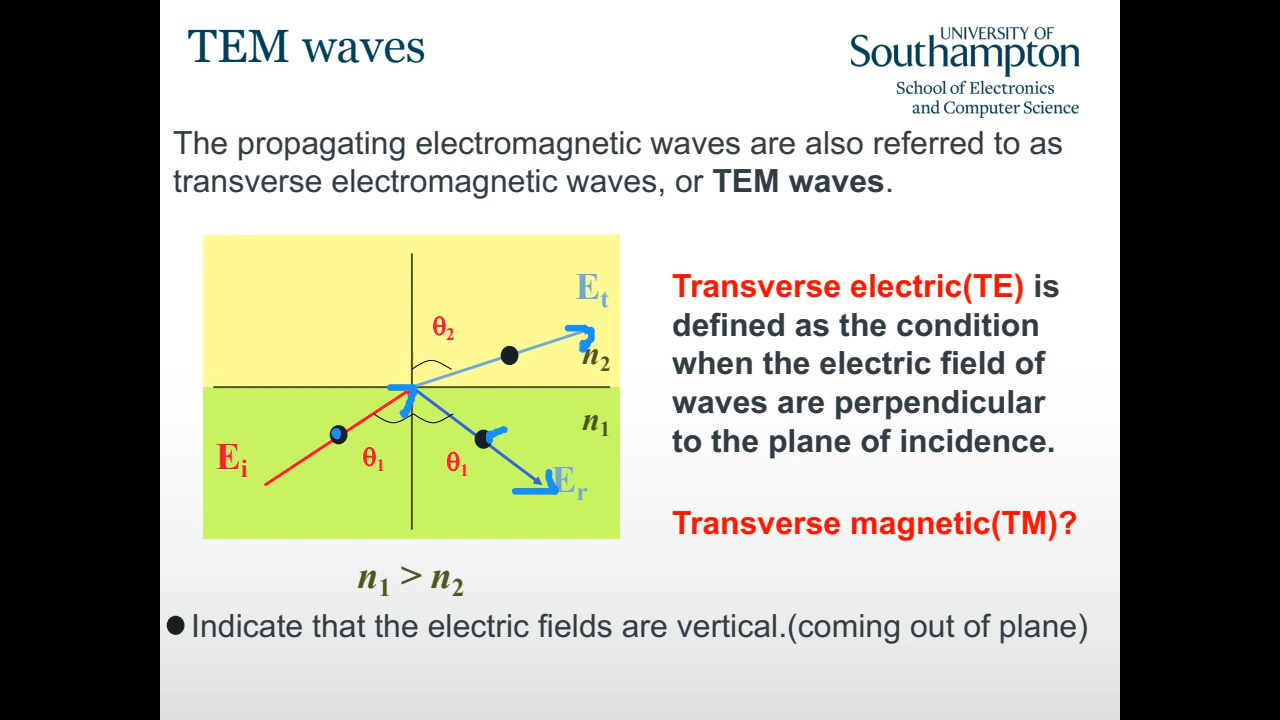 TEM waves
UNIVERSITY OF
Southampton
School of Electronics
and Computer Science
The propagating electromagnetic waves are also referred to as
transverse electromagnetic waves, or TEM waves.
Et
θ2
n2
n1
Ei
θ1
θ1
Er
n1 > n2
Transverse electric(TE) is
defined as the condition
when the electric field of
waves are perpendicular
to the plane of incidence.
Transverse magnetic(TM)?
Indicate that the electric fields are vertical.(coming out of plane)